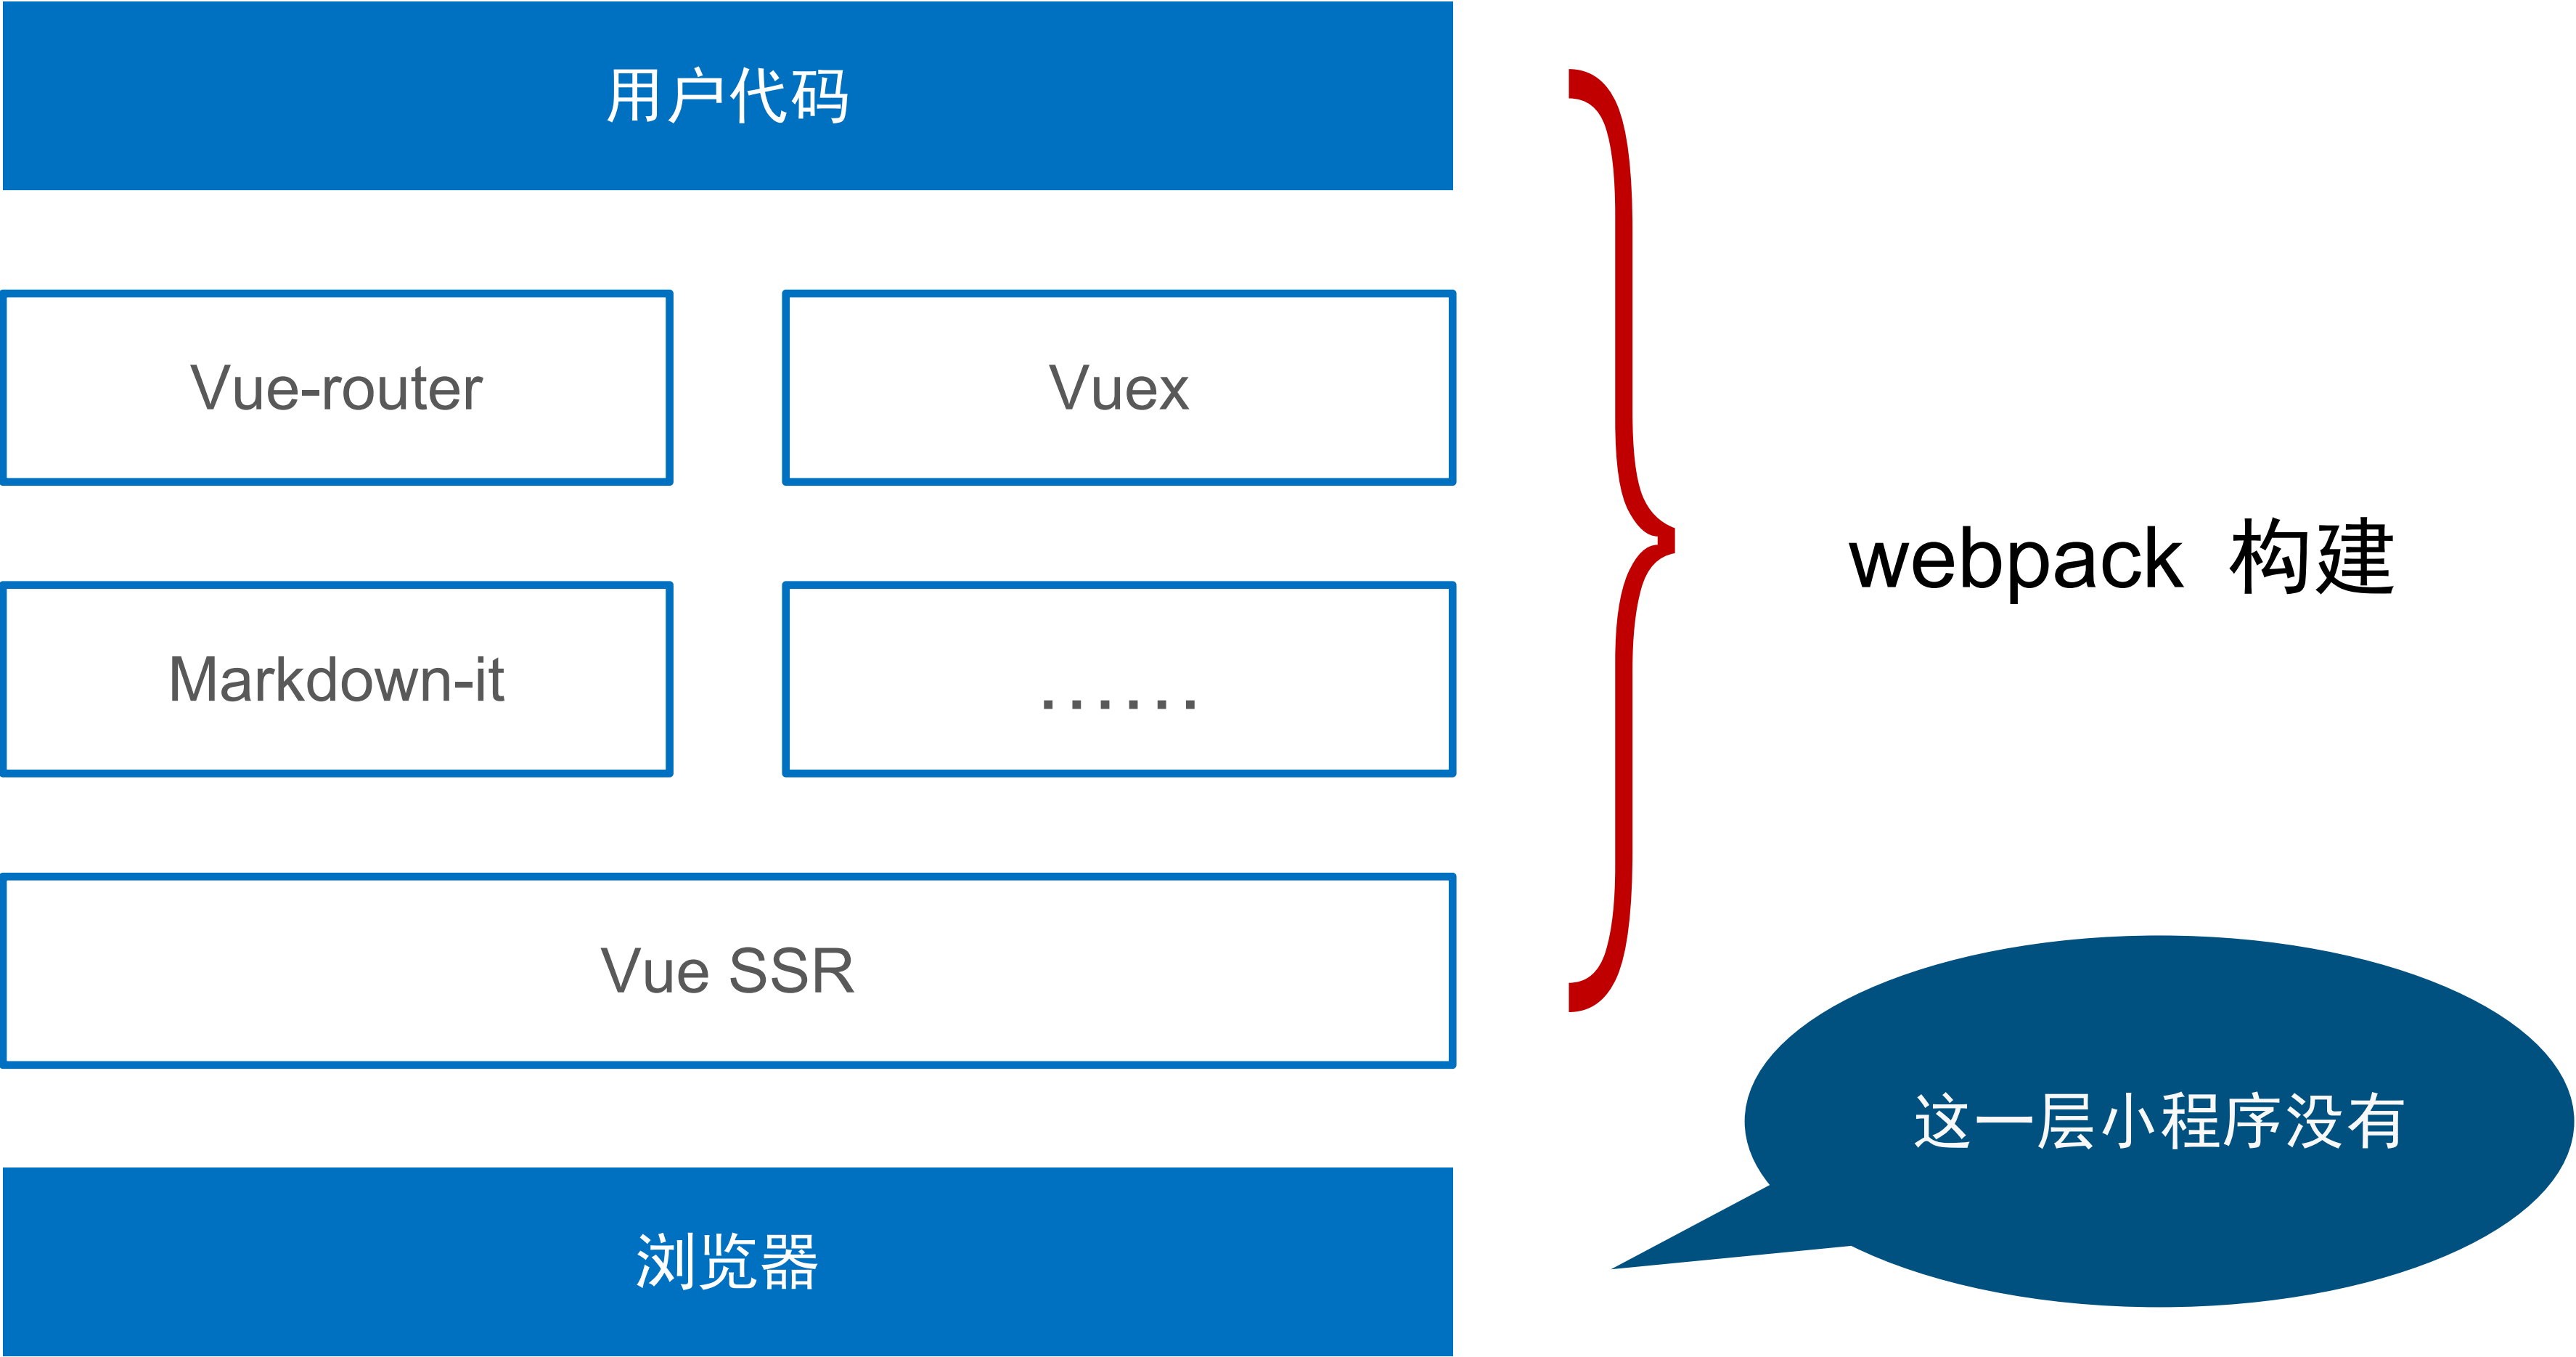 用户代码
Vue-router
Vuex
webpack 构建
Markdown-it
......
Vue SSR
这一层小程序没有
浏览器